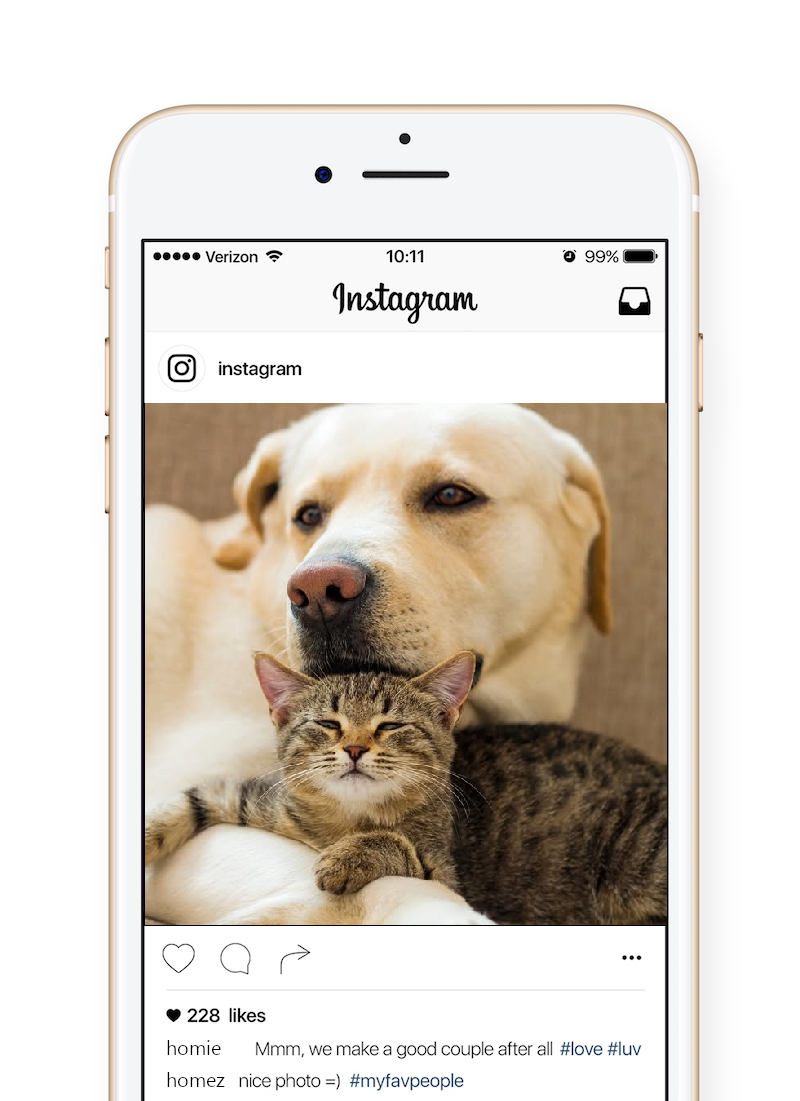 Verizon 10:11 99%
Instagram
instagram
228 likes
homie Mmm, we make a good couple after all #love #luv
homez nice photo =) #myfavpeople